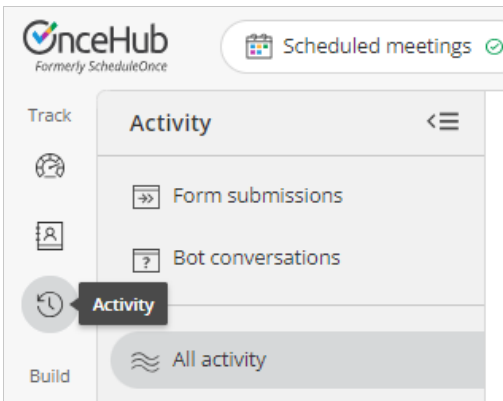 OnceHub
Formerly ScheduleOnce
Scheduled meetings
Track
Activity
Form submissions
Bot conversations
Activity
All activity
Build